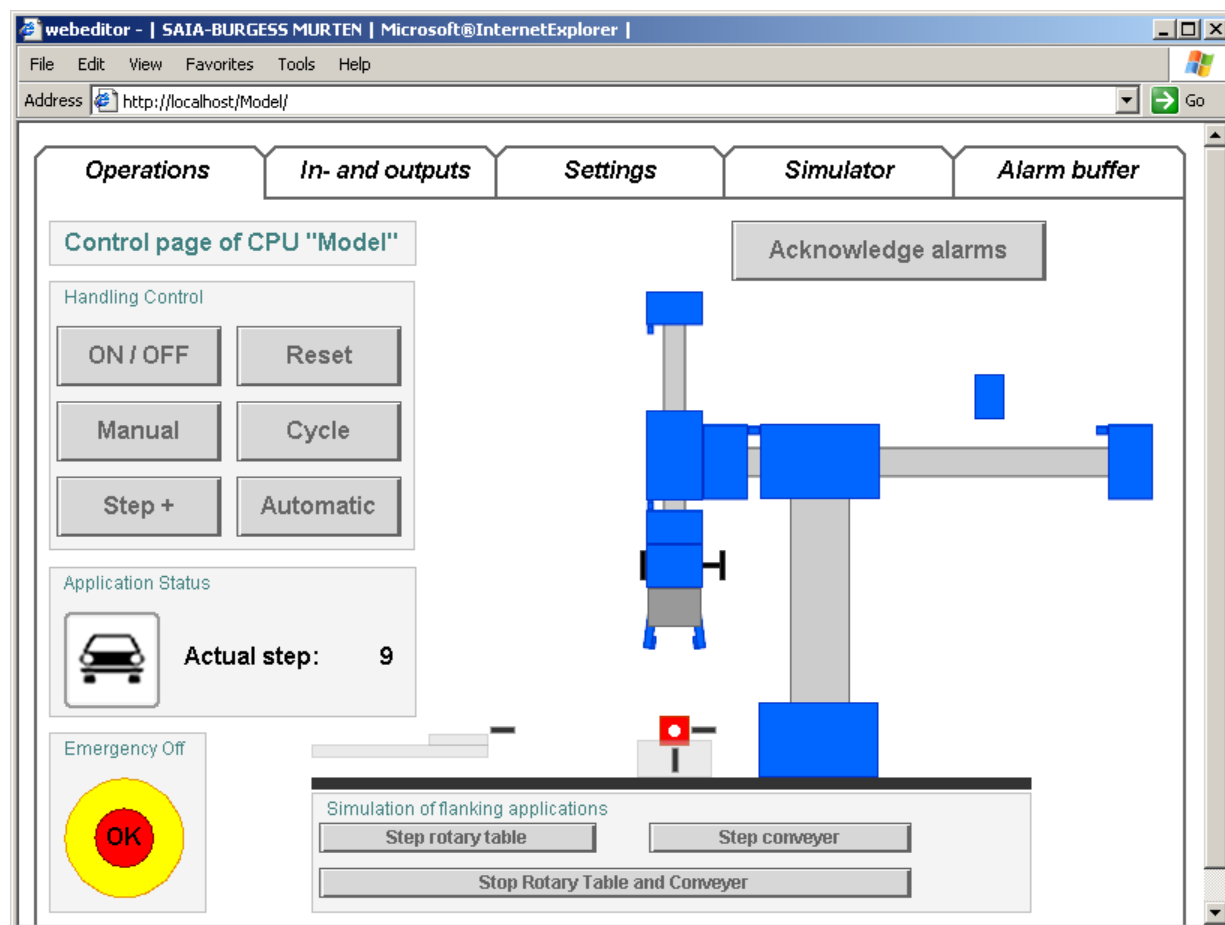 webeditor - | SAIA-BURGESS MURTEN | Microsoft®InternetExplorer |
File Edit View Favorites Tools Help
Address http://localhost/Model/ Go
Operations In- and outputs Settings Simulator Alarm buffer
Control page of CPU "Model"
Acknowledge alarms
Handling Control
ON / OFF Reset
Manual Cycle
Step + Automatic
Application Status
Actual step: 9
Emergency Off
OK
Simulation of flanking applications
Step rotary table Step conveyer
Stop Rotary Table and Conveyer